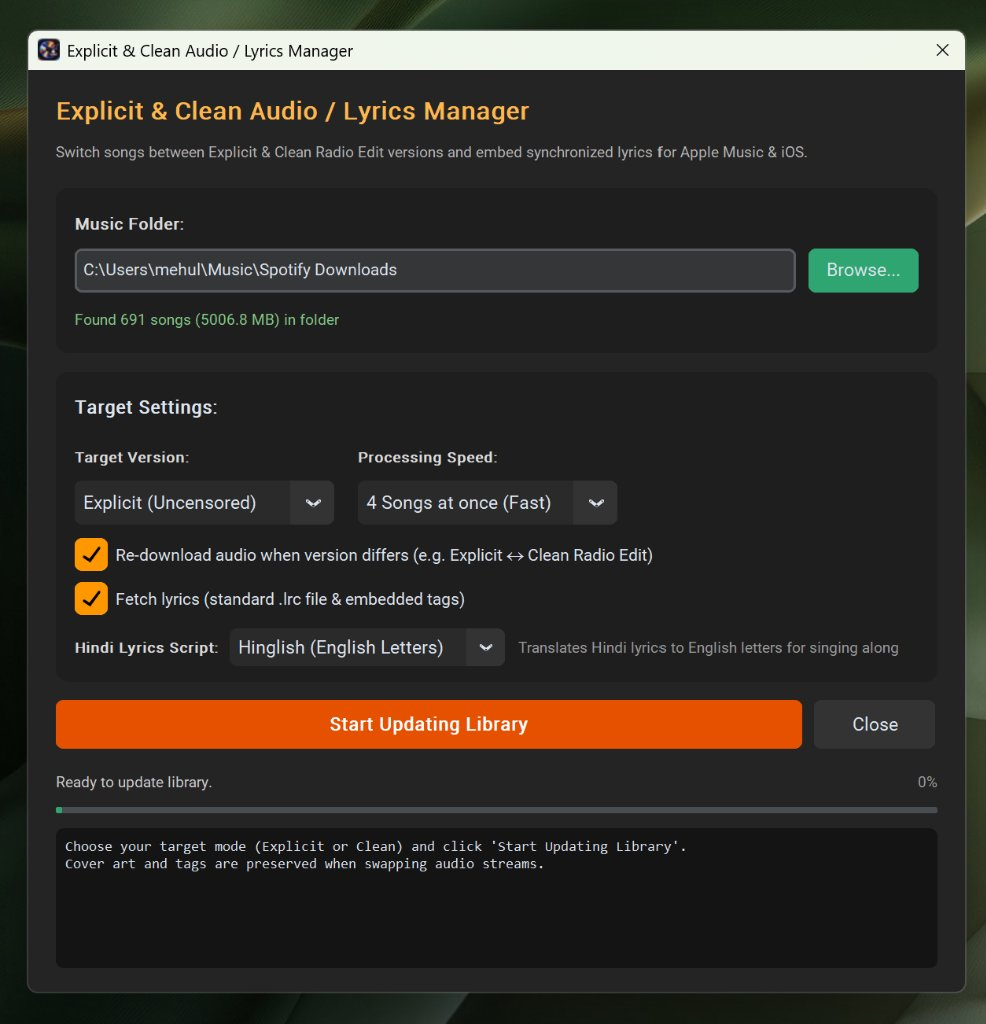 Explicit & Clean Audio / Lyrics Manager
Explicit & Clean Audio / Lyrics Manager
Switch songs between Explicit & Clean Radio Edit versions and embed synchronized lyrics for Apple Music & iOS.
Music Folder:
C:\Users\mehul\Music\Spotify Downloads
Browse...
Found 691 songs (5006.8 MB) in folder
Target Settings:
Target Version:
Processing Speed:
Explicit (Uncensored)
4 Songs at once (Fast)
Re-download audio when version differs (e.g. Explicit ↔ Clean Radio Edit)
Fetch lyrics (standard .lrc file & embedded tags)
Hindi Lyrics Script:
Hinglish (English Letters)
Translates Hindi lyrics to English letters for singing along
Start Updating Library
Close
Ready to update library.
0%
Choose your target mode (Explicit or Clean) and click 'Start Updating Library'.
Cover art and tags are preserved when swapping audio streams.